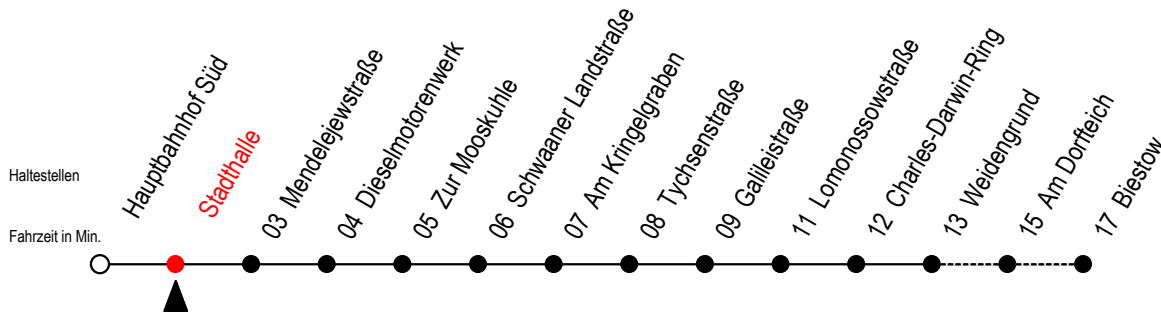 Haltestellen
Fahrzeit in Min.
Hauptbahnhof Süd
Stadthalle
03 Mendelejewstraße
04 Dieselmotorenwerk
05 Zur Mooskuhle
06 Schwaaner Landstraße
07 Am Kringelgraben
08 Tychsenstraße
09 Galileistraße
11 Lomonossowstraße
12 Charles-Darwin-Ring
13 Weidengrund
15 Am Dorfteich
17 Biestow